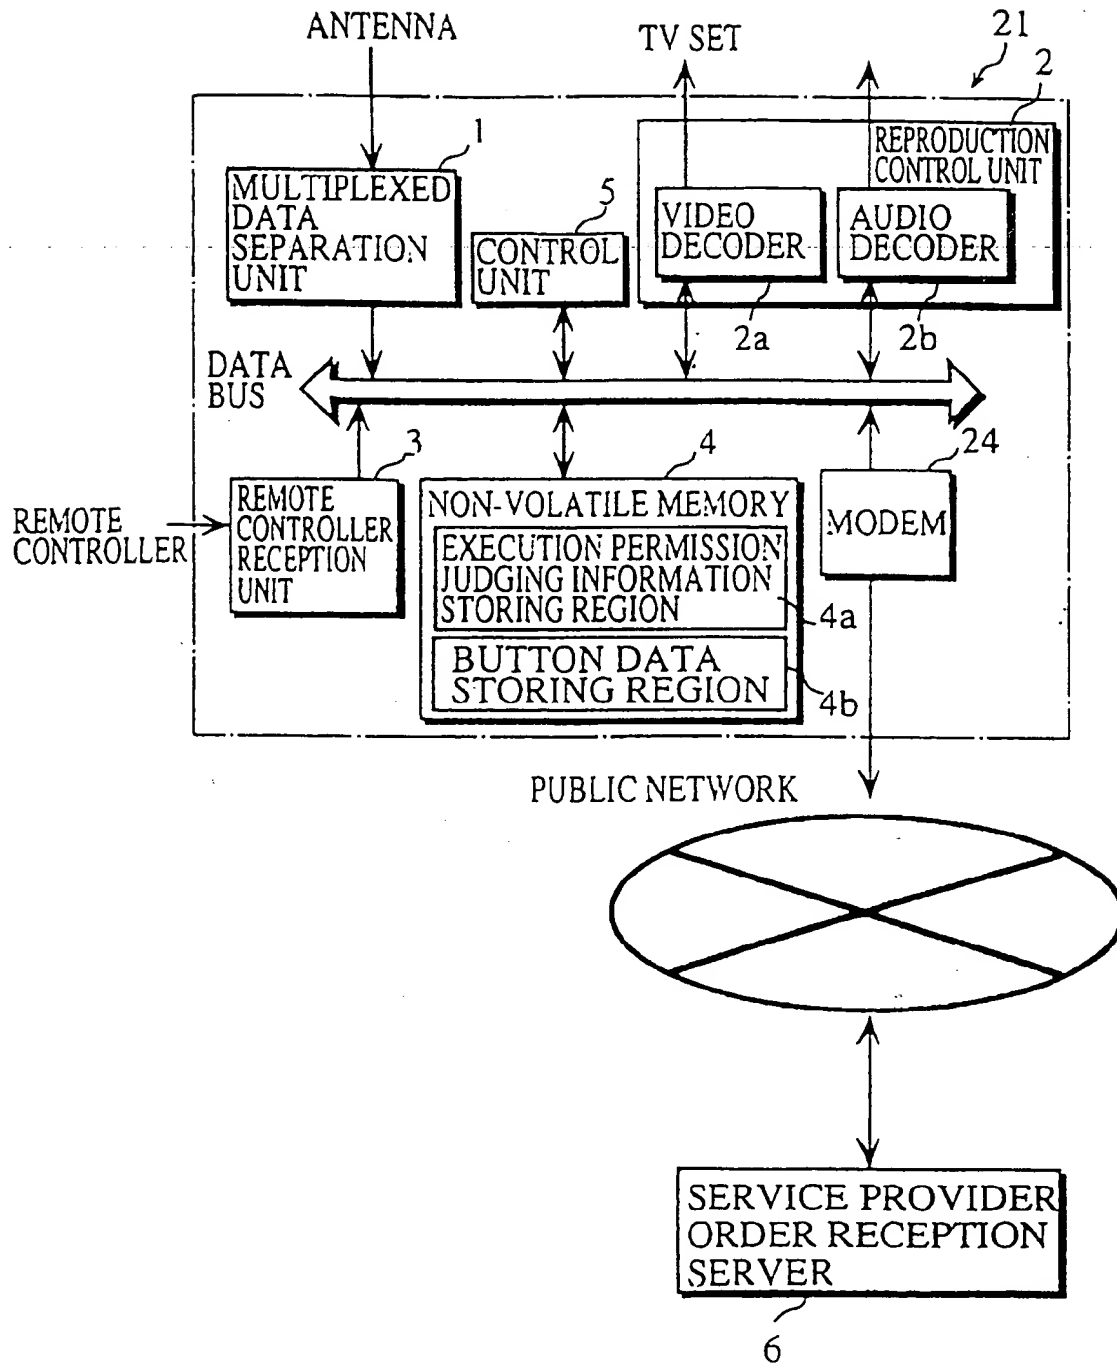 ANTENNA
TV SET
21
2
1
REPRODUCTION
CONTROL UNIT
MULTIPLEXED
DATA
SEPARATION
UNIT
5
CONTROL
UNIT
VIDEO
DECODER
AUDIO
DECODER
2a
2b
DATA
BUS
3
4
24
REMOTE
CONTROLLER
REMOTE
CONTROLLER
RECEPTION
UNIT
NON-VOLATILE MEMORY
EXECUTION PERMISSION
JUDGING INFORMATION
STORING REGION
4a
BUTTON DATA
STORING REGION
4b
MODEM
PUBLIC NETWORK
SERVICE PROVIDER
ORDER RECEPTION
SERVER
6